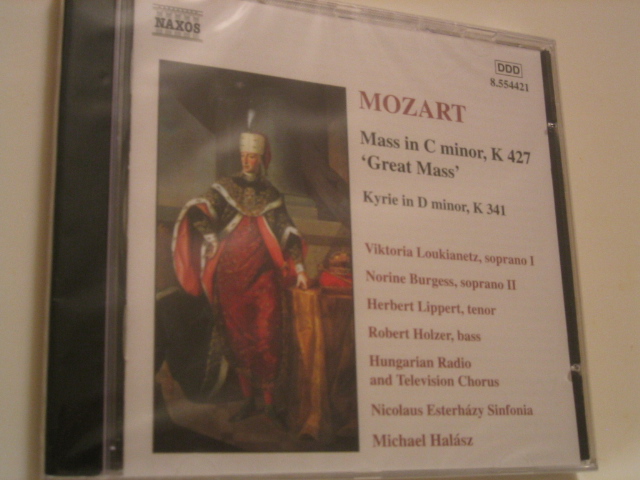 NAXOS
DDD
8.554421
MOZART
Mass in C minor, K 427
‘Great Mass’
Kyrie in D minor, K 341
Viktoria Loukianetz, soprano I
Norine Burgess, soprano II
Herbert Lippert, tenor
Robert Holzer, bass
Hungarian Radio
and Television Chorus
Nicolaus Esterházy Sinfonia
Michael Halász